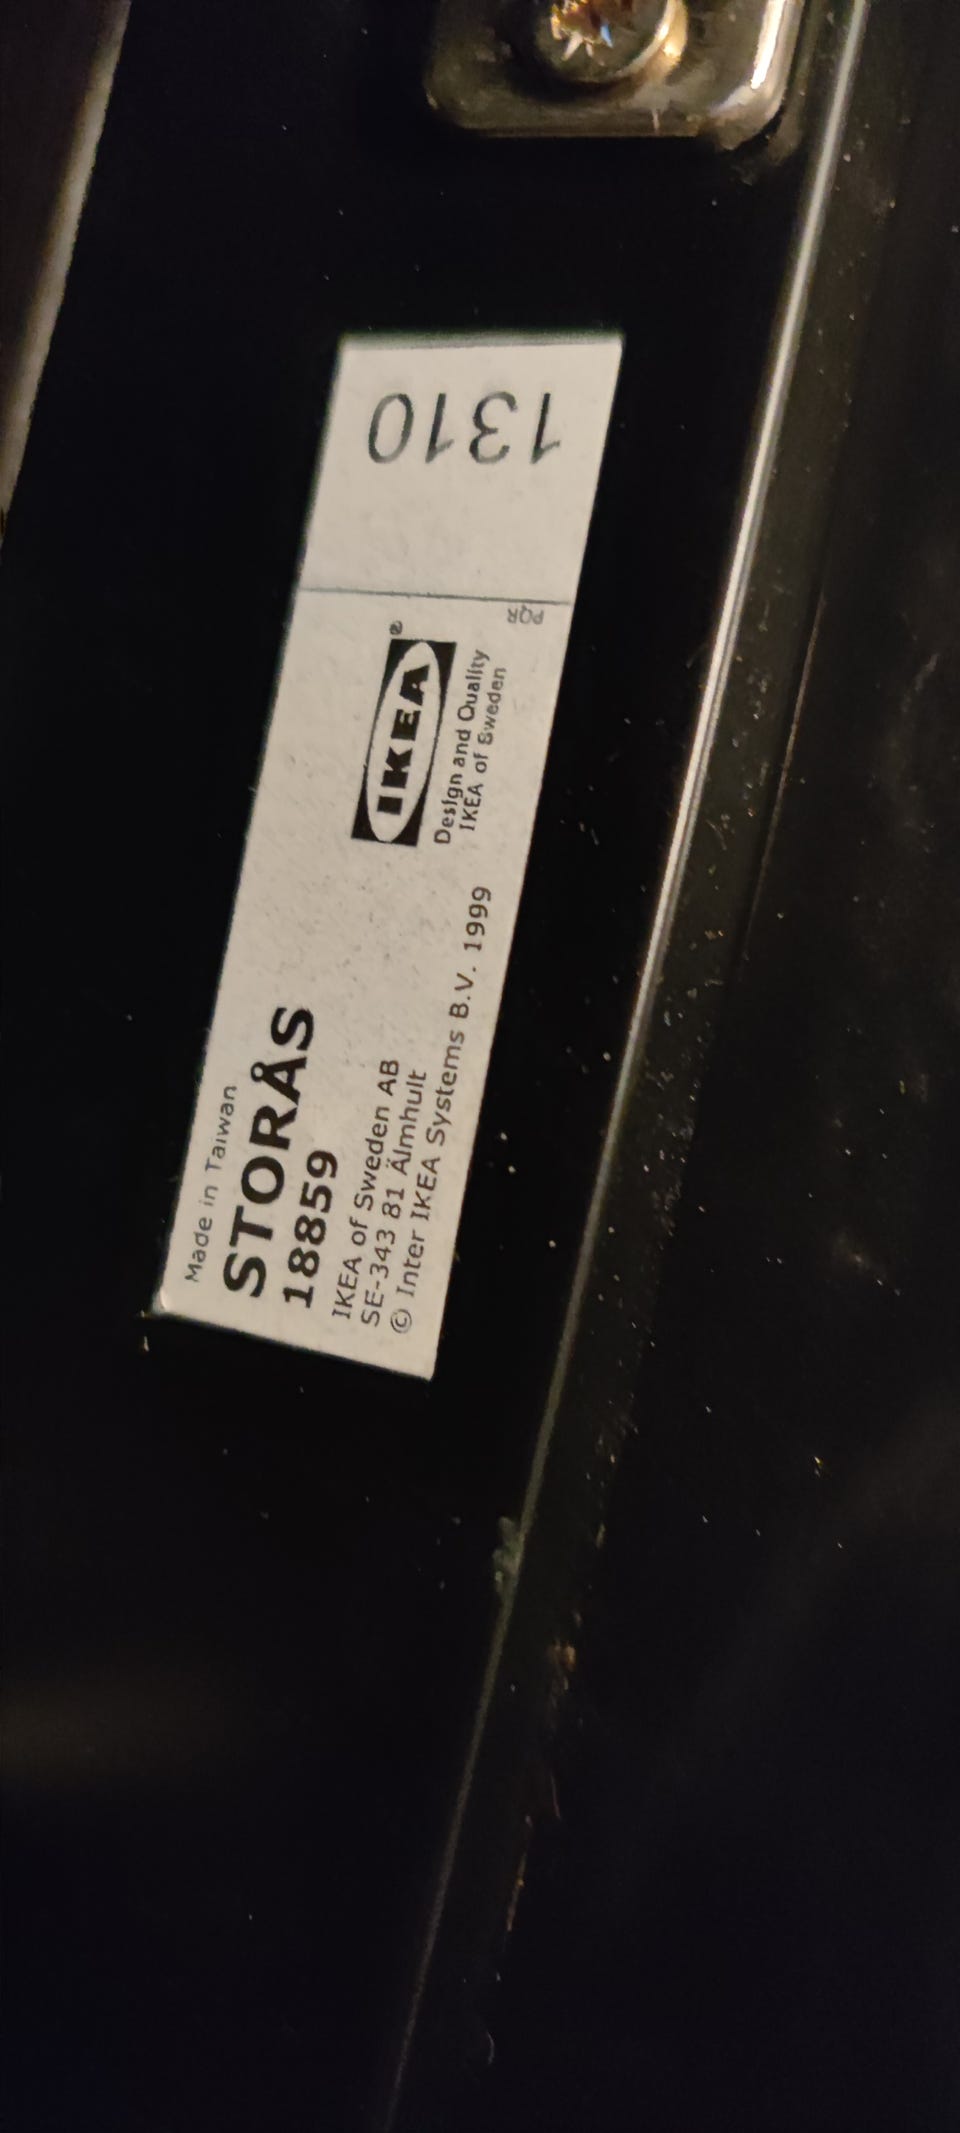 Made in Taiwan
STORÅS
18859
IKEA of Sweden AB
SE-343 81 Älmhult
© Inter IKEA Systems B.V. 1999
IKEA®
Design and Quality
IKEA of Sweden
1310